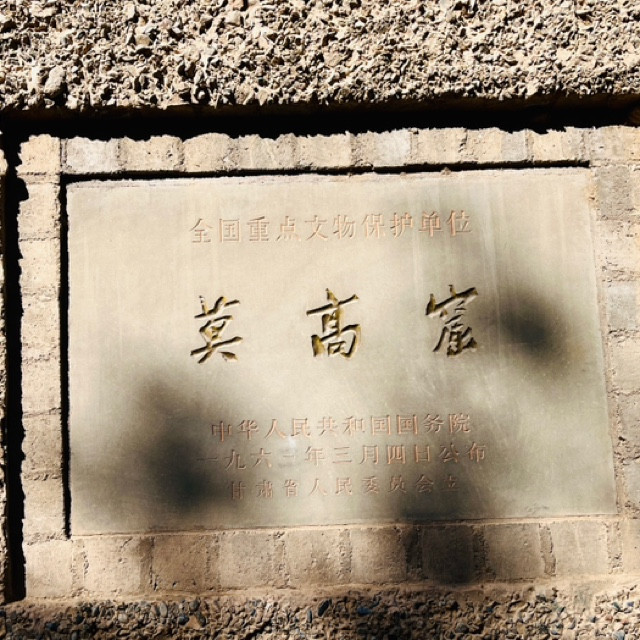 全国重点文物保护单位
莫高窟
中华人民共和国国务院
一九六一年三月四日公布
甘肃省人民委员会立